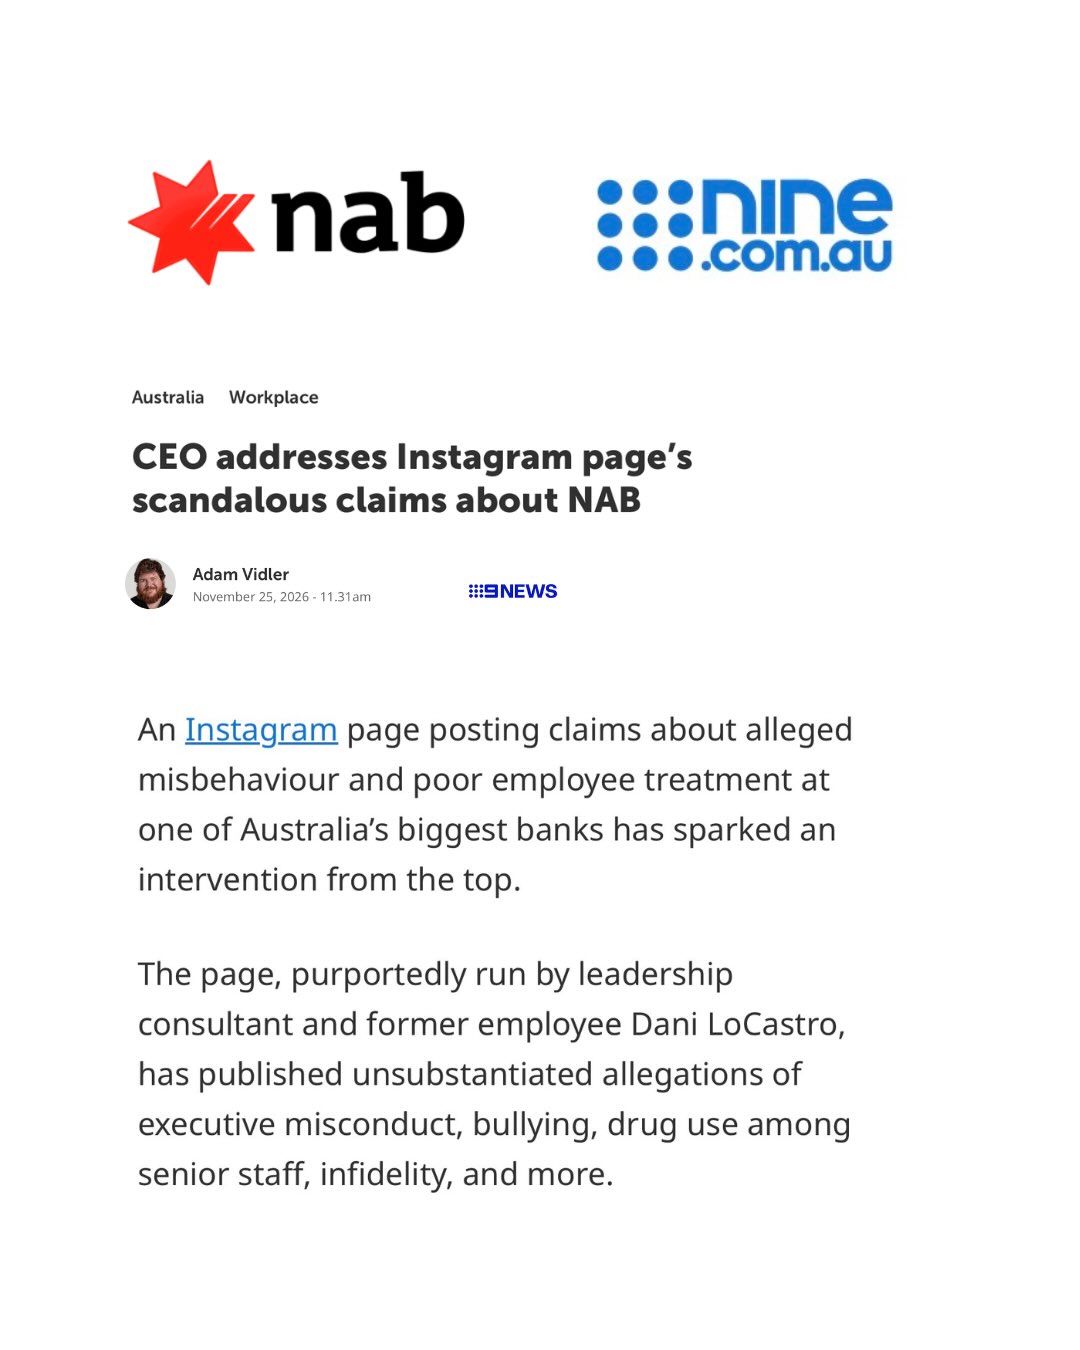 nab
nine
.com.au
Australia Workplace
CEO addresses Instagram page’s
scandalous claims about NAB
Adam Vidler
November 25, 2026 - 11.31am
9NEWS
An Instagram page posting claims about alleged
misbehaviour and poor employee treatment at
one of Australia’s biggest banks has sparked an
intervention from the top.
The page, purportedly run by leadership
consultant and former employee Dani LoCastro,
has published unsubstantiated allegations of
executive misconduct, bullying, drug use among
senior staff, infidelity, and more.